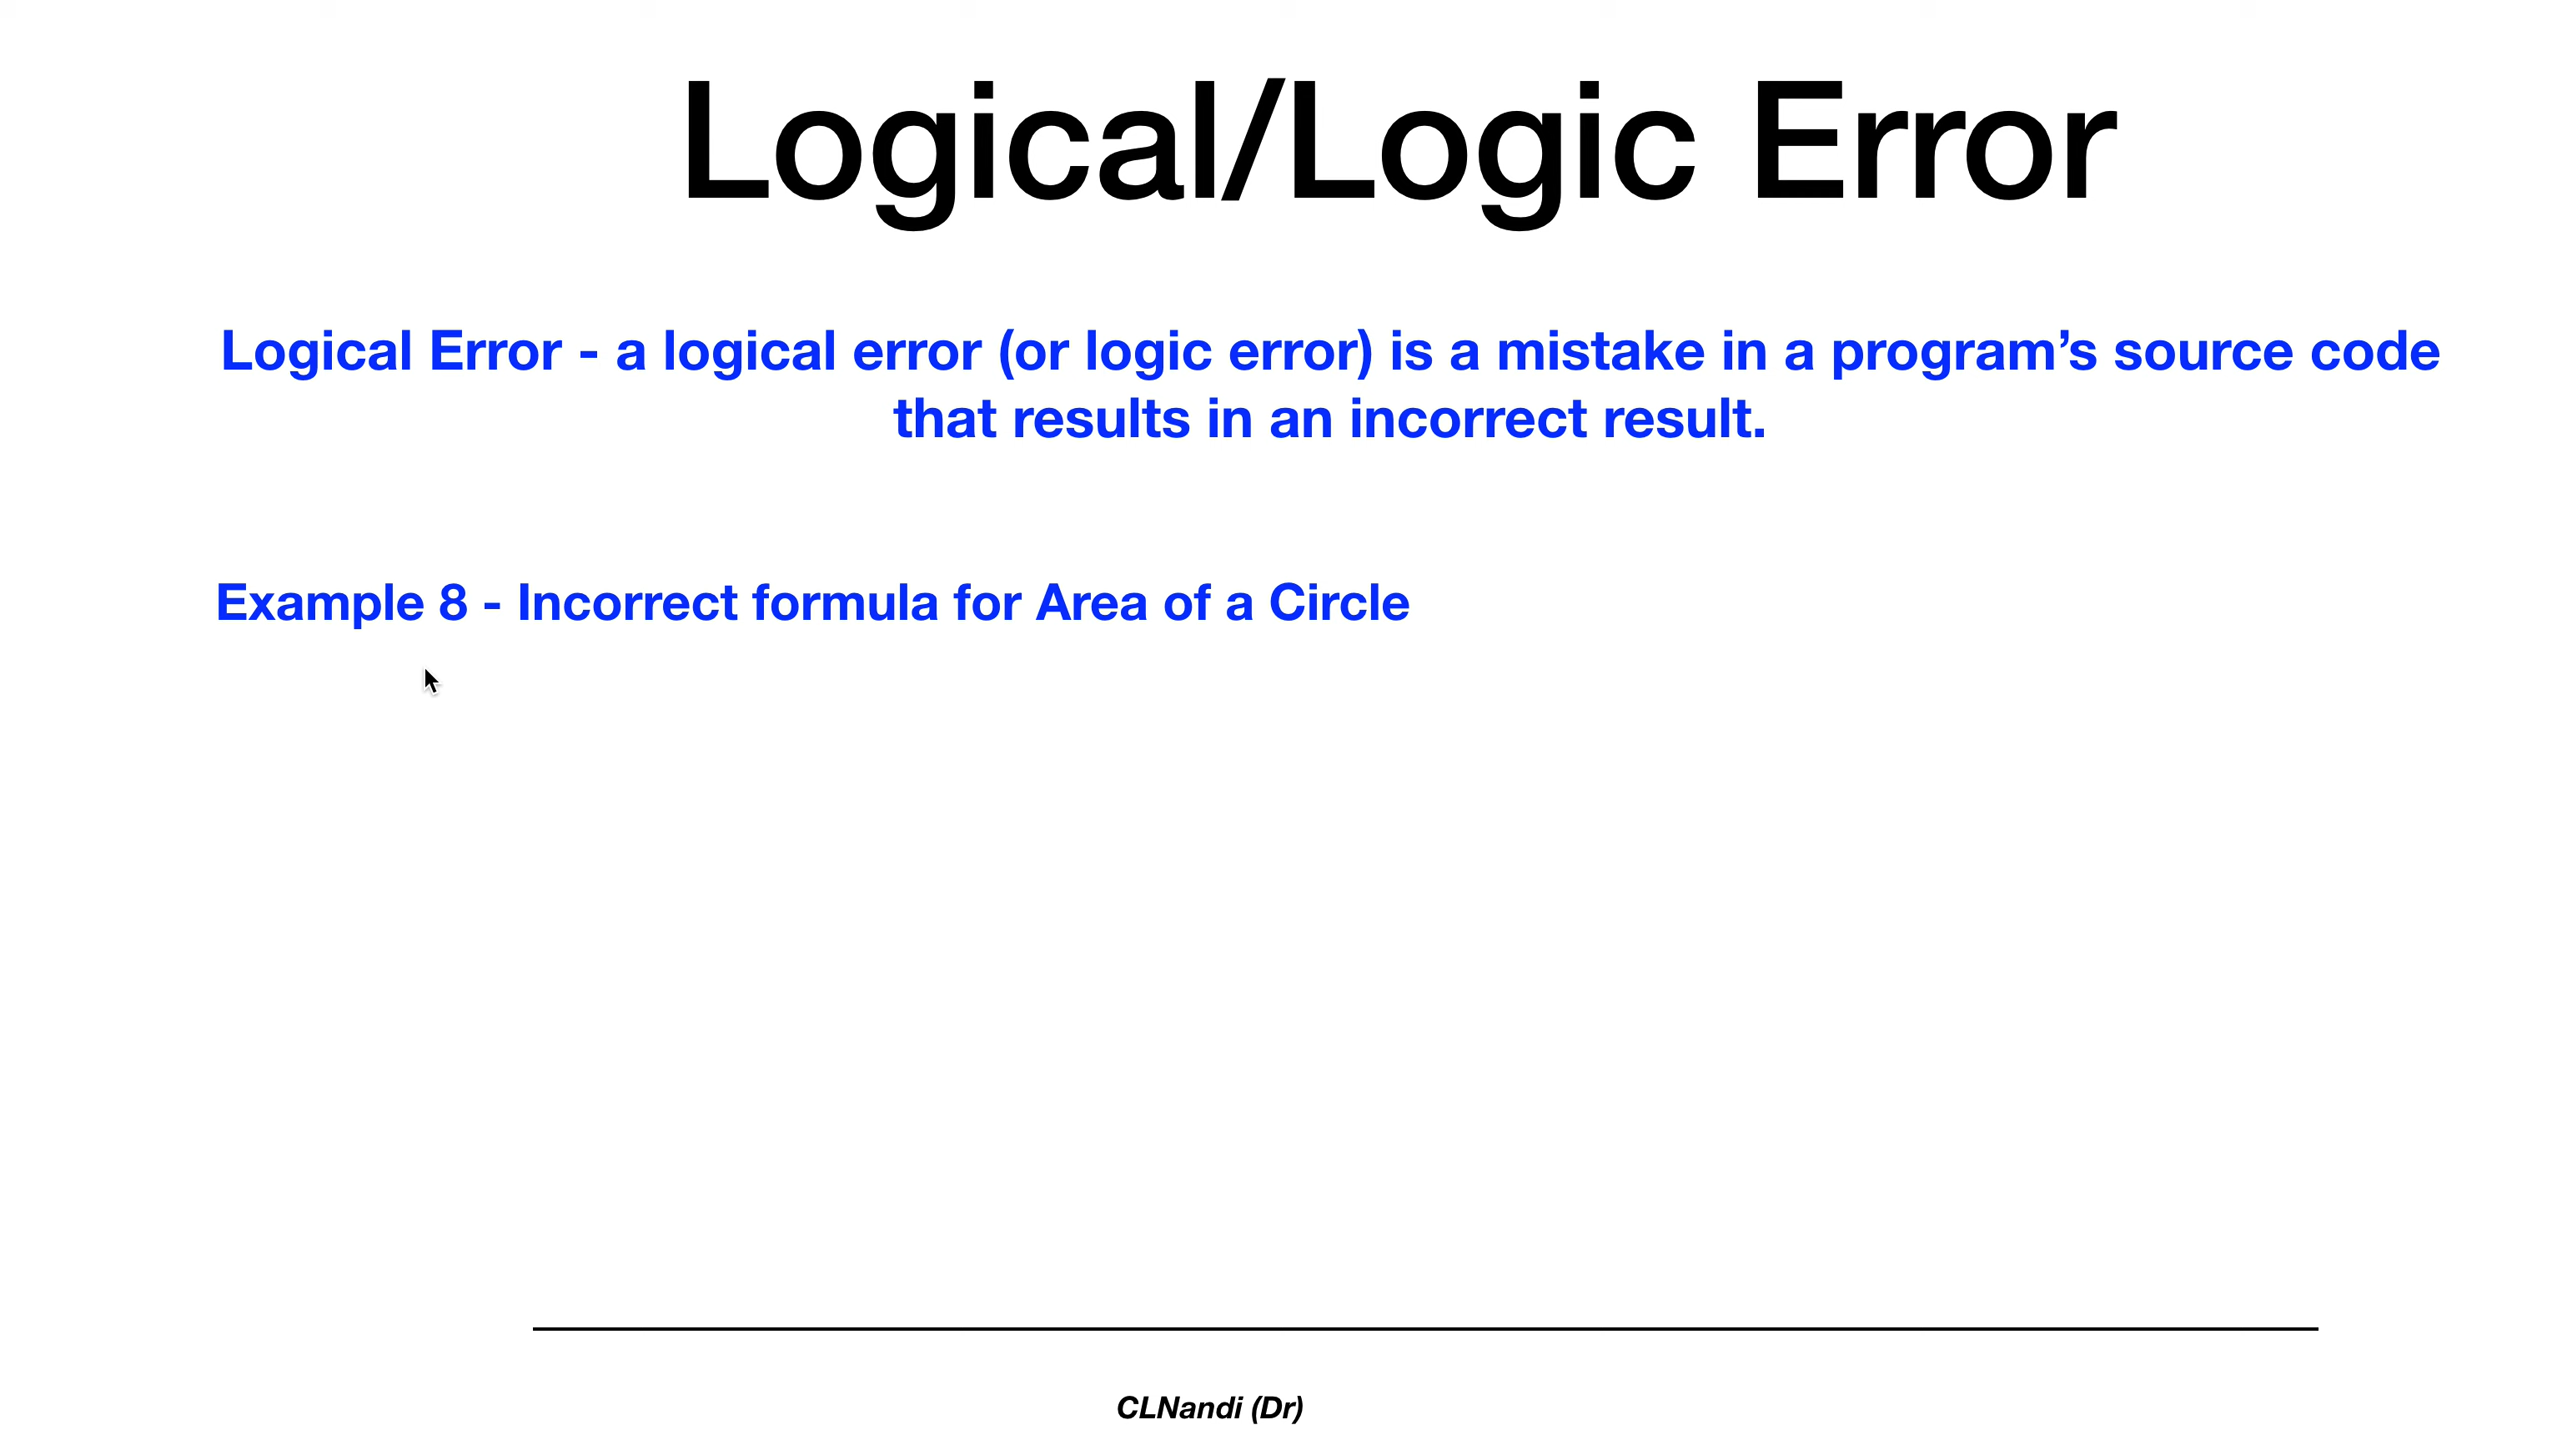 Logical/Logic Error
Logical Error - a logical error (or logic error) is a mistake in a program’s source code
that results in an incorrect result.
Example 8 - Incorrect formula for Area of a Circle
CLNandi (Dr)